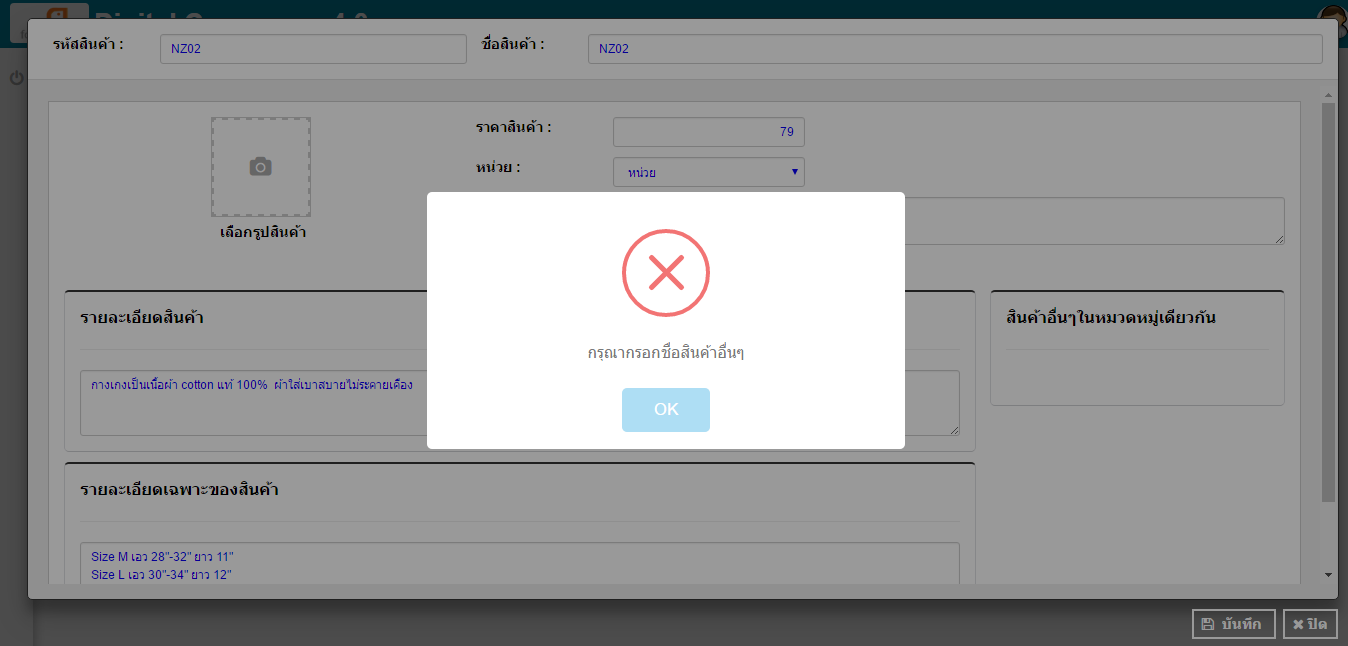 รหัสสินค้า : NZ02 ชื่อสินค้า : NZ02
ราคาสินค้า : 79
หน่วย : หน่วย
เลือกรูปสินค้า
กรุณากรอกชื่อสินค้าอื่นๆ
OK
รายละเอียดสินค้า
กางเกงเป็นเนื้อผ้า cotton แท้ 100% ผ้าใส่เบาสบายไม่ระคายเคือง
สินค้าอื่นๆในหมวดหมู่เดียวกัน
รายละเอียดเฉพาะของสินค้า
Size M เอว 28"-32" ยาว 11"
Size L เอว 30"-34" ยาว 12"
บันทึก ปิด